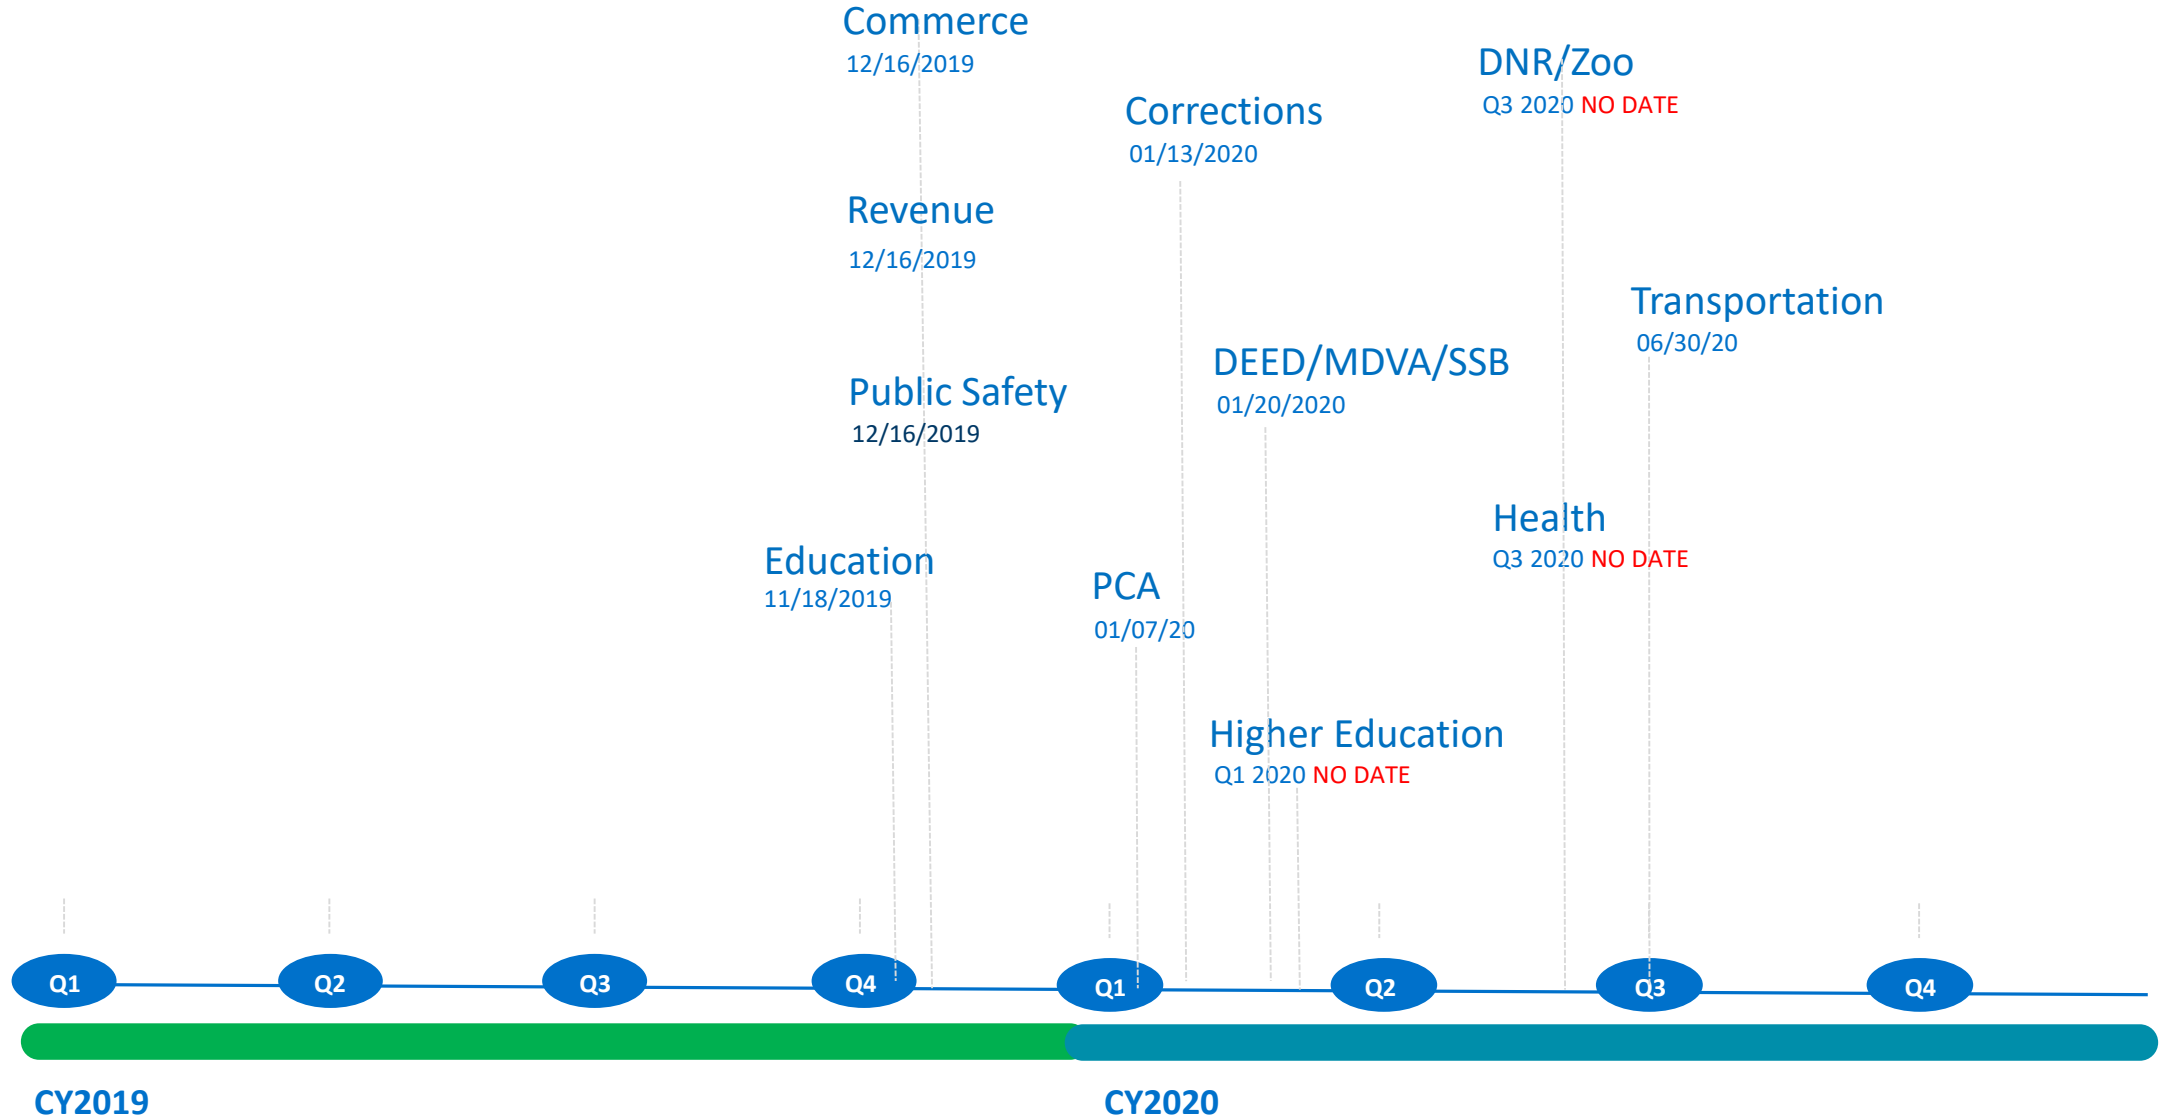 Commerce
12/16/2019
DNR/Zoo
Q3 2020 NO DATE
Corrections
01/13/2020
Revenue
12/16/2019
Transportation
06/30/20
DEED/MDVA/SSB
01/20/2020
Public Safety
12/16/2019
Health
Q3 2020 NO DATE
Education
11/18/2019
PCA
01/07/20
Higher Education
Q1 2020 NO DATE
Q1
Q2
Q3
Q4
Q1
Q2
Q3
Q4
CY2019
CY2020